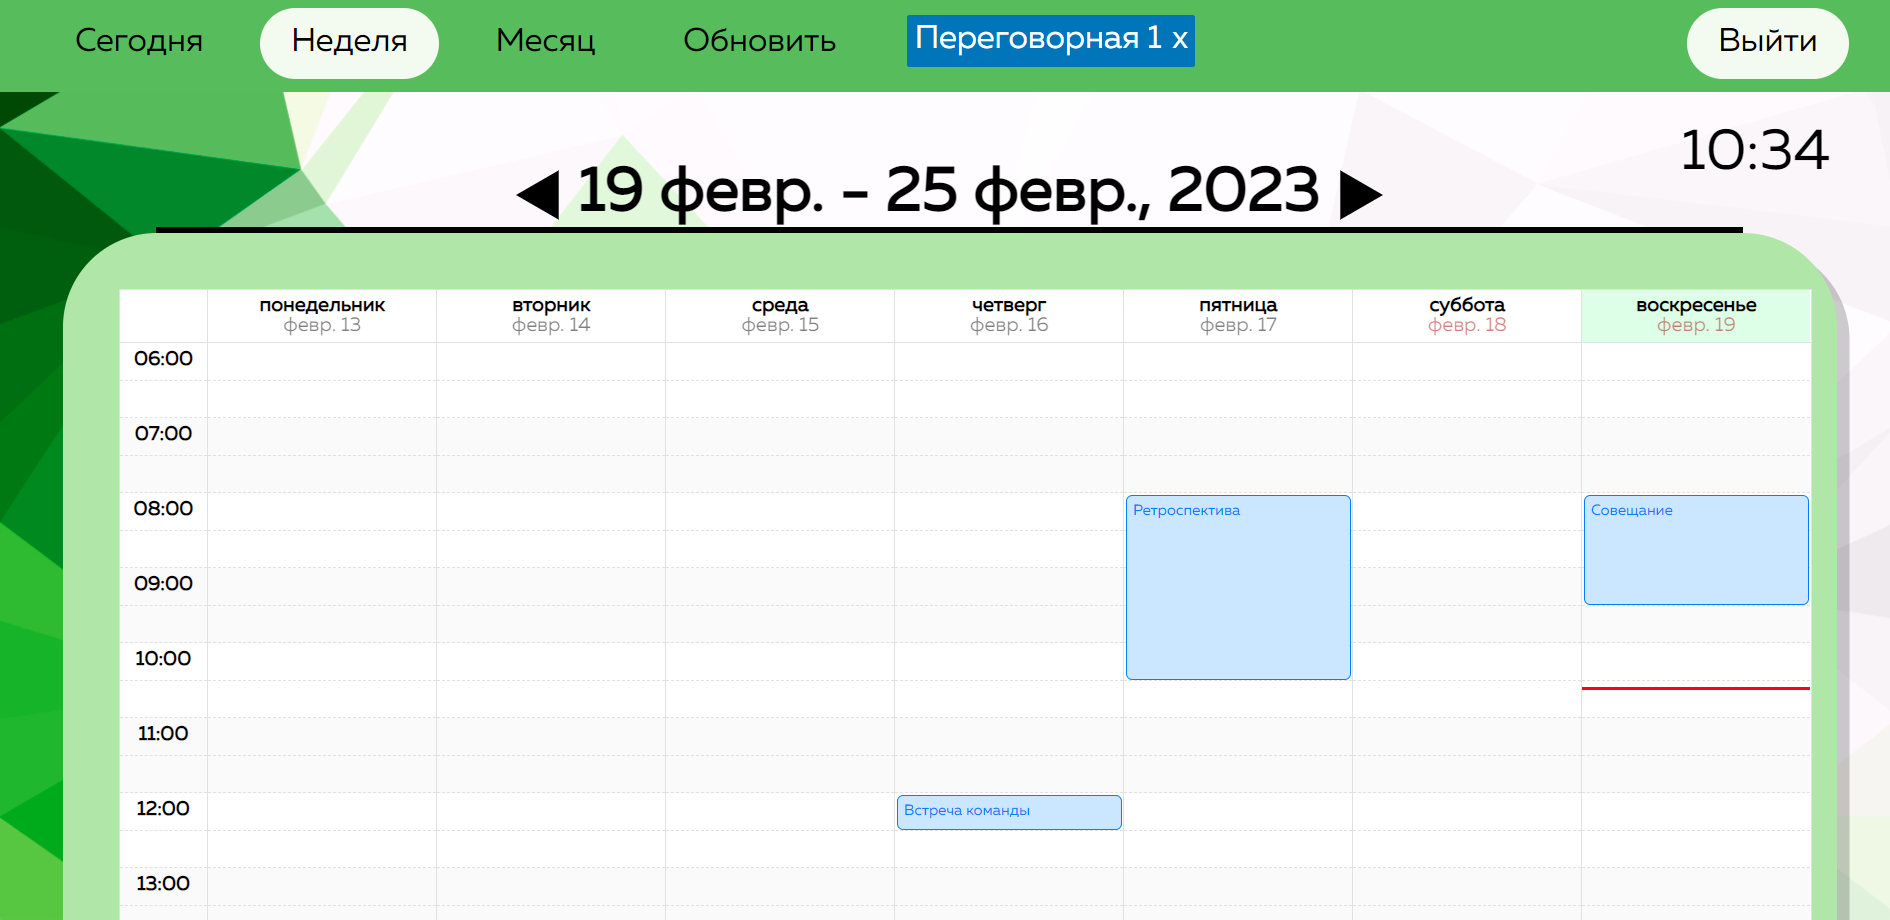 Сегодня
Неделя
Месяц
Обновить
Переговорная 1 x
Выйти
10:34
19 февр. - 25 февр., 2023
понедельник
февр. 13
вторник
февр. 14
среда
февр. 15
четверг
февр. 16
пятница
февр. 17
суббота
февр. 18
воскресенье
февр. 19
06:00
07:00
08:00
Ретроспектива
Совещание
09:00
10:00
11:00
12:00
Встреча команды
13:00